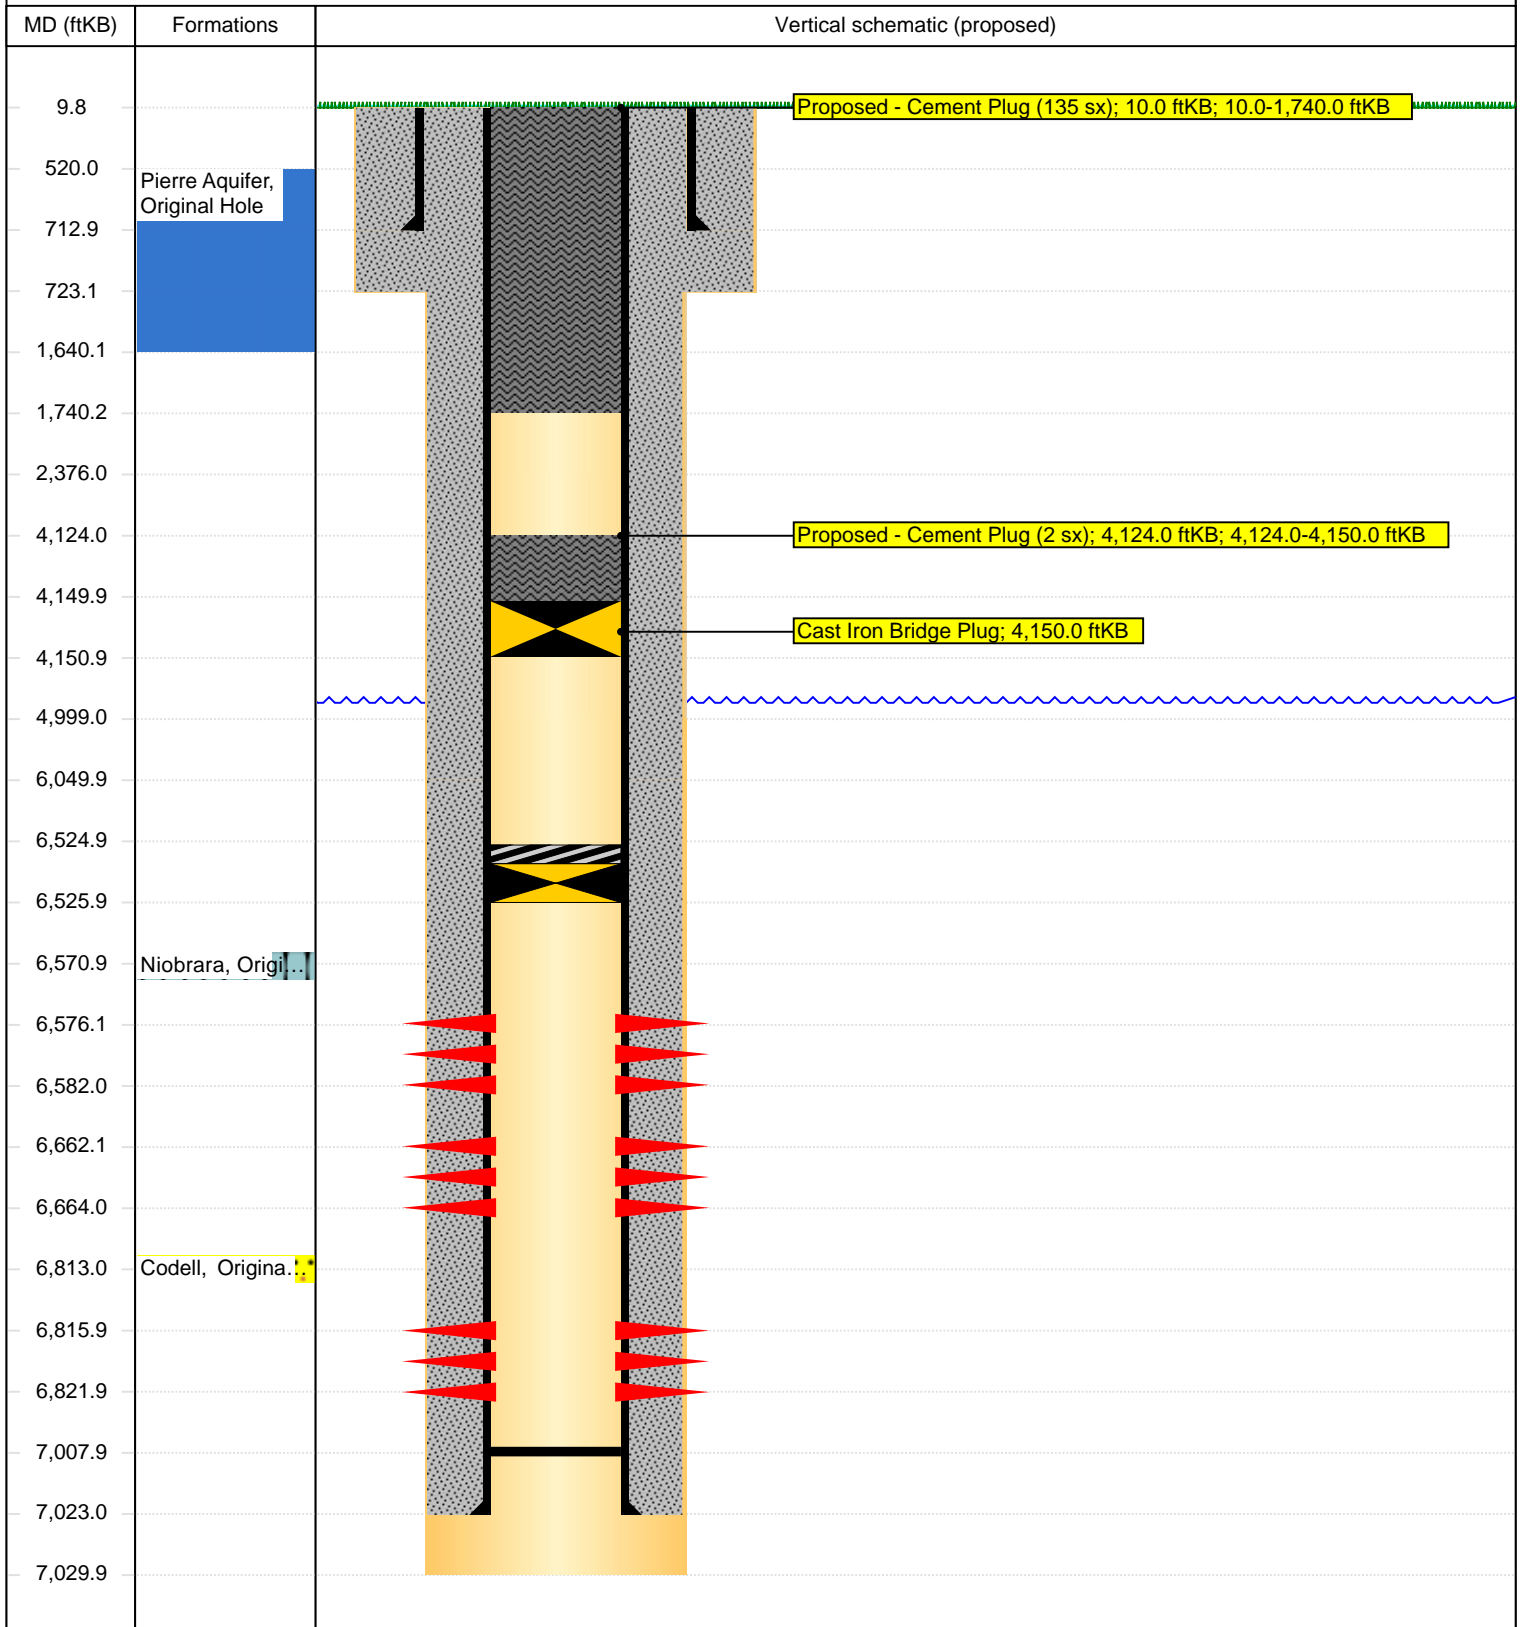 MD (ftKB)
Formations
Vertical schematic (proposed)
9.8
Proposed - Cement Plug (135 sx); 10.0 ftKB; 10.0-1,740.0 ftKB
520.0
Pierre Aquifer,
Original Hole
712.9
723.1
1,640.1
1,740.2
2,376.0
4,124.0
Proposed - Cement Plug (2 sx); 4,124.0 ftKB; 4,124.0-4,150.0 ftKB
4,149.9
Cast Iron Bridge Plug; 4,150.0 ftKB
4,150.9
4,999.0
6,049.9
6,524.9
6,525.9
6,570.9
Niobrara, Origi...
6,576.1
6,582.0
6,662.1
6,664.0
6,813.0
Codell, Origina...
6,815.9
6,821.9
7,007.9
7,023.0
7,029.9